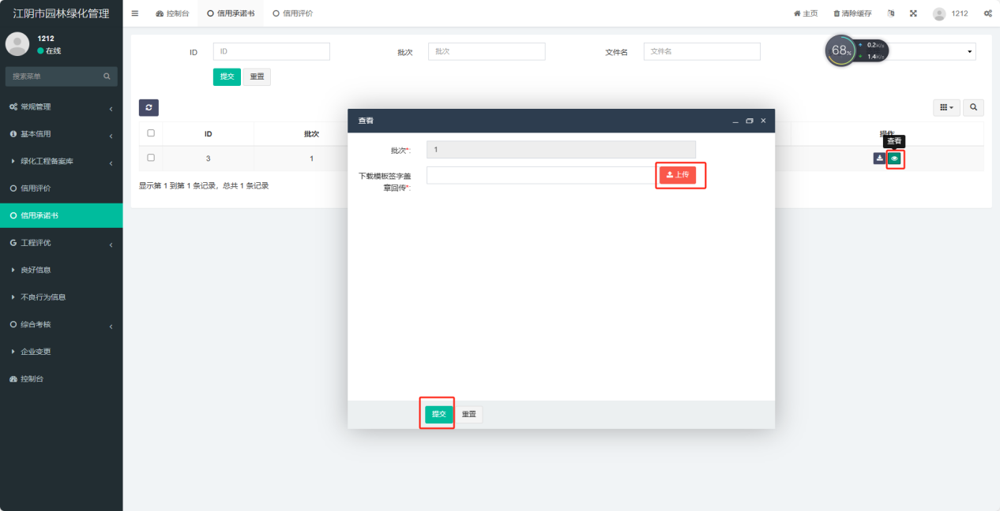 江阴市园林绿化管理
控制台
信用承诺书
信用评价
主页
清除缓存
1212
1212
在线
搜索菜单
常规管理
基本信用
绿化工程备案库
信用评价
信用承诺书
工程评优
良好信息
不良行为信息
综合考核
企业变更
控制台
ID
ID
批次
批次
文件名
文件名
68%
0.2K/s
1.4K/s
提交
重置
ID
批次
操作
查看
3
1
显示第 1 到第 1 条记录，总共 1 条记录
查看
批次*:
1
下载模板签字盖
章回传*:
上传
提交
重置